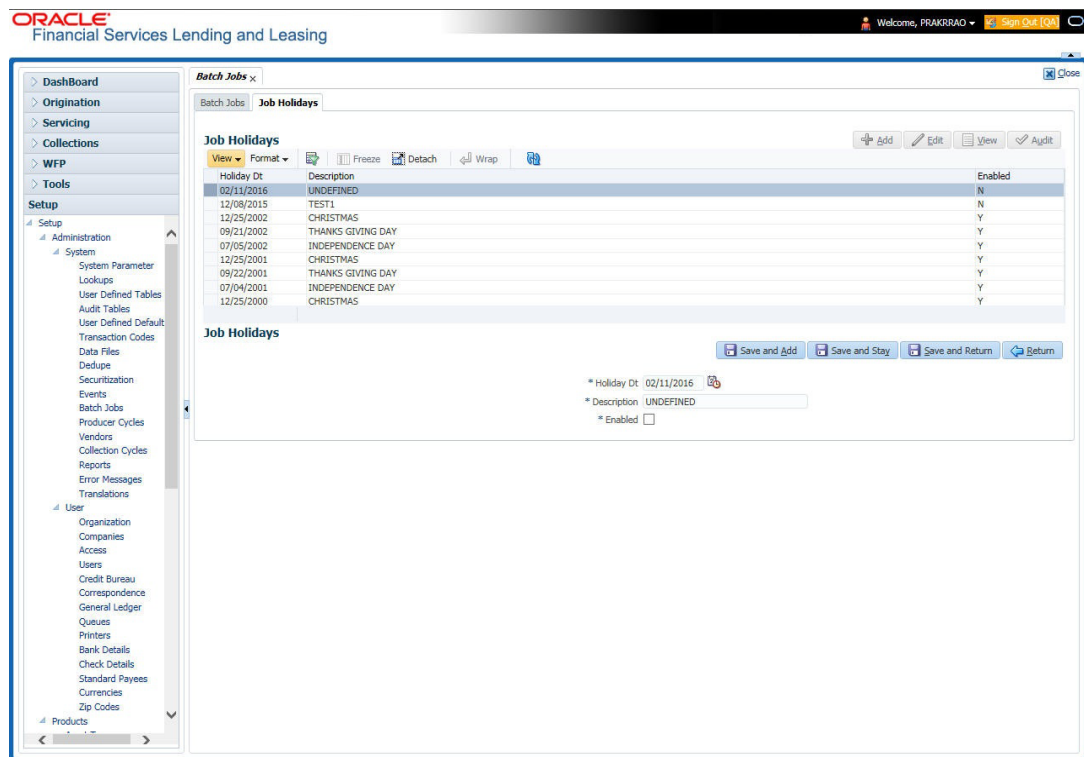 ORACLE
Financial Services Lending and Leasing
Welcome, PRAKRRAO
Sign Out [QA]
Close
DashBoard
Origination
Servicing
Collections
WFP
Tools
Setup
Setup
Administration
System
System Parameter
Lookups
User Defined Tables
Audit Tables
User Defined Default
Transaction Codes
Data Files
Dedupe
Securitization
Events
Batch Jobs
Producer Cycles
Vendors
Collection Cycles
Reports
Error Messages
Translations
User
Organization
Companies
Access
Users
Credit Bureau
Correspondence
General Ledger
Queues
Printers
Bank Details
Check Details
Standard Payees
Currencies
Zip Codes
Products
Batch Jobs
Batch Jobs Job Holidays
Job Holidays
Add Edit View Audit
View Format Freeze Detach Wrap
Holiday Dt Description Enabled
02/11/2016 UNDEFINED N
12/08/2015 TEST1 N
12/25/2002 CHRISTMAS Y
09/21/2002 THANKS GIVING DAY Y
07/05/2002 INDEPENDENCE DAY Y
12/25/2001 CHRISTMAS Y
09/22/2001 THANKS GIVING DAY Y
07/04/2001 INDEPENDENCE DAY Y
12/25/2000 CHRISTMAS Y
Job Holidays
Save and Add Save and Stay Save and Return Return
* Holiday Dt 02/11/2016
* Description UNDEFINED
* Enabled